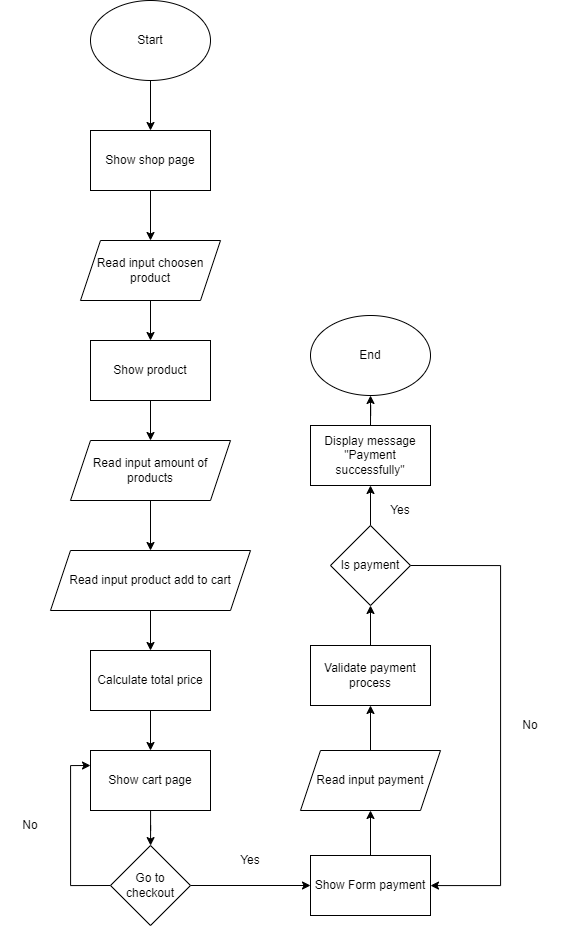 Start
Show shop page
Read input choosen
product
Show product
Read input amount of
products
Read input product add to cart
Calculate total price
Show cart page
No
Go to
checkout
Yes
Show Form payment
Read input payment
Validate payment
process
Is payment
No
Yes
Display message
"Payment
successfully"
End